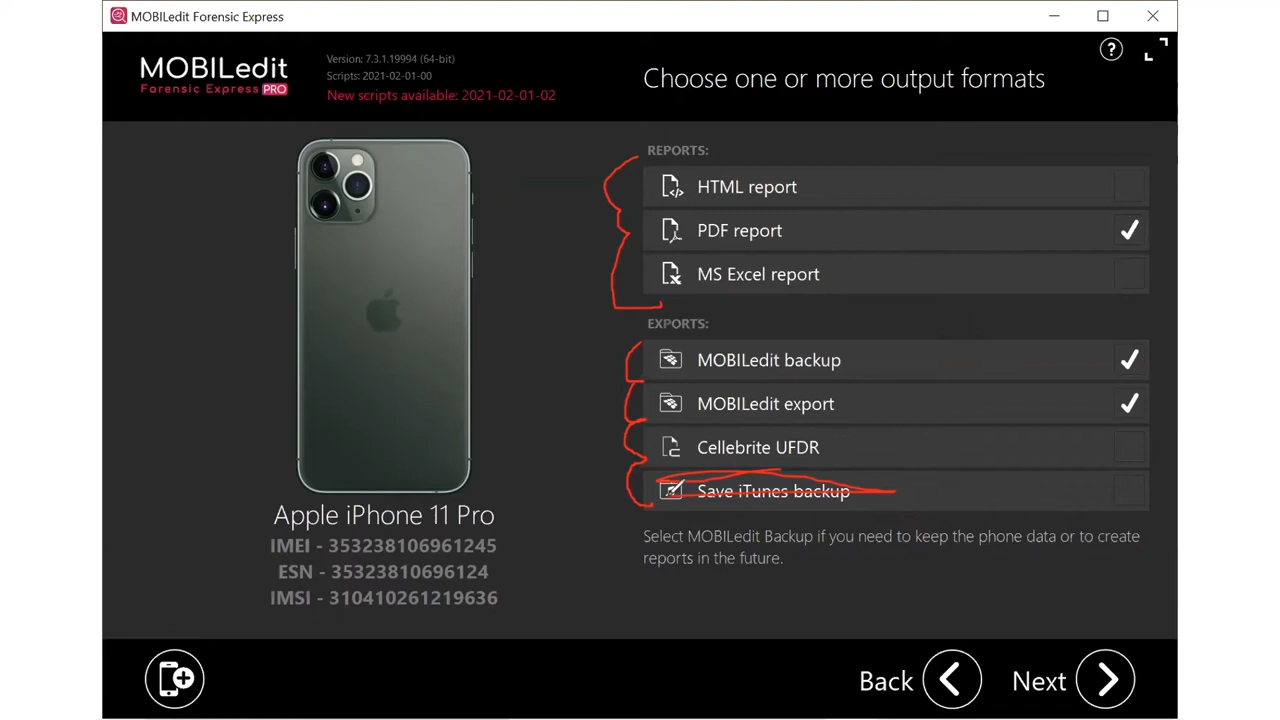 MOBILedit Forensic Express
MOBILedit
Forensic Express PRO
Version: 7.3.1.19994 (64-bit)
Scripts: 2021-02-01-00
New scripts available: 2021-02-01-02
?
Choose one or more output formats
REPORTS:
HTML report
PDF report
MS Excel report
EXPORTS:
MOBILedit backup
MOBILedit export
Cellebrite UFDR
Save iTunes backup
Select MOBILedit Backup if you need to keep the phone data or to create
reports in the future.
Apple iPhone 11 Pro
IMEI - 353238106961245
ESN - 35323810696124
IMSI - 310410261219636
Back
Next